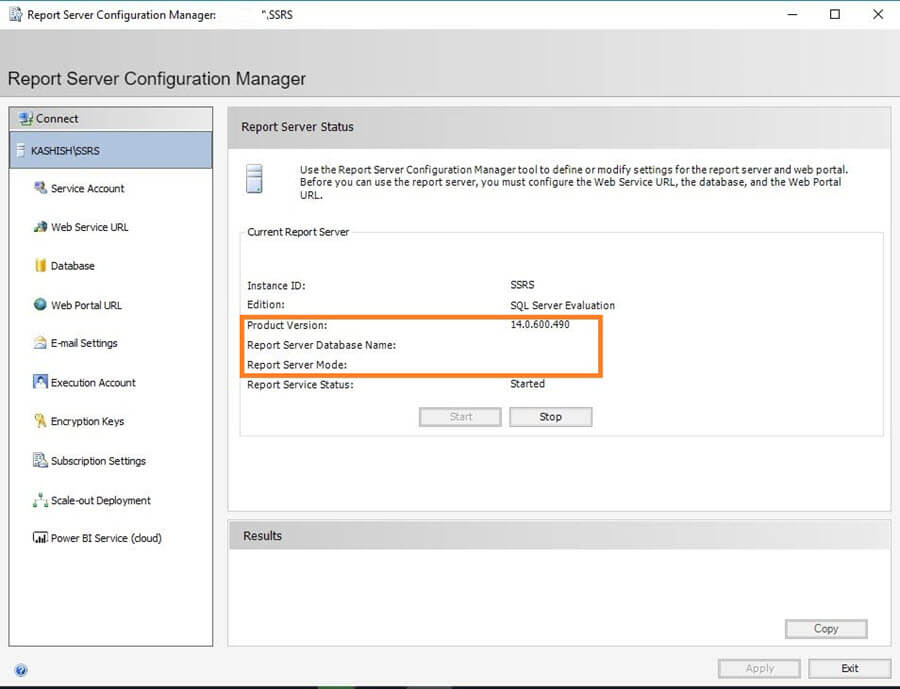 Report Server Configuration Manager: "\SSRS
Report Server Configuration Manager
Connect
KASHISH\SSRS
Service Account
Web Service URL
Database
Web Portal URL
E-mail Settings
Execution Account
Encryption Keys
Subscription Settings
Scale-out Deployment
Power BI Service (cloud)
Report Server Status
Use the Report Server Configuration Manager tool to define or modify settings for the report server and web portal.
Before you can use the report server, you must configure the Web Service URL, the database, and the Web Portal
URL.
Current Report Server
Instance ID: SSRS
Edition: SQL Server Evaluation
Product Version: 14.0.600.490
Report Server Database Name:
Report Server Mode:
Report Service Status: Started
Start Stop
Results
Copy
Apply Exit